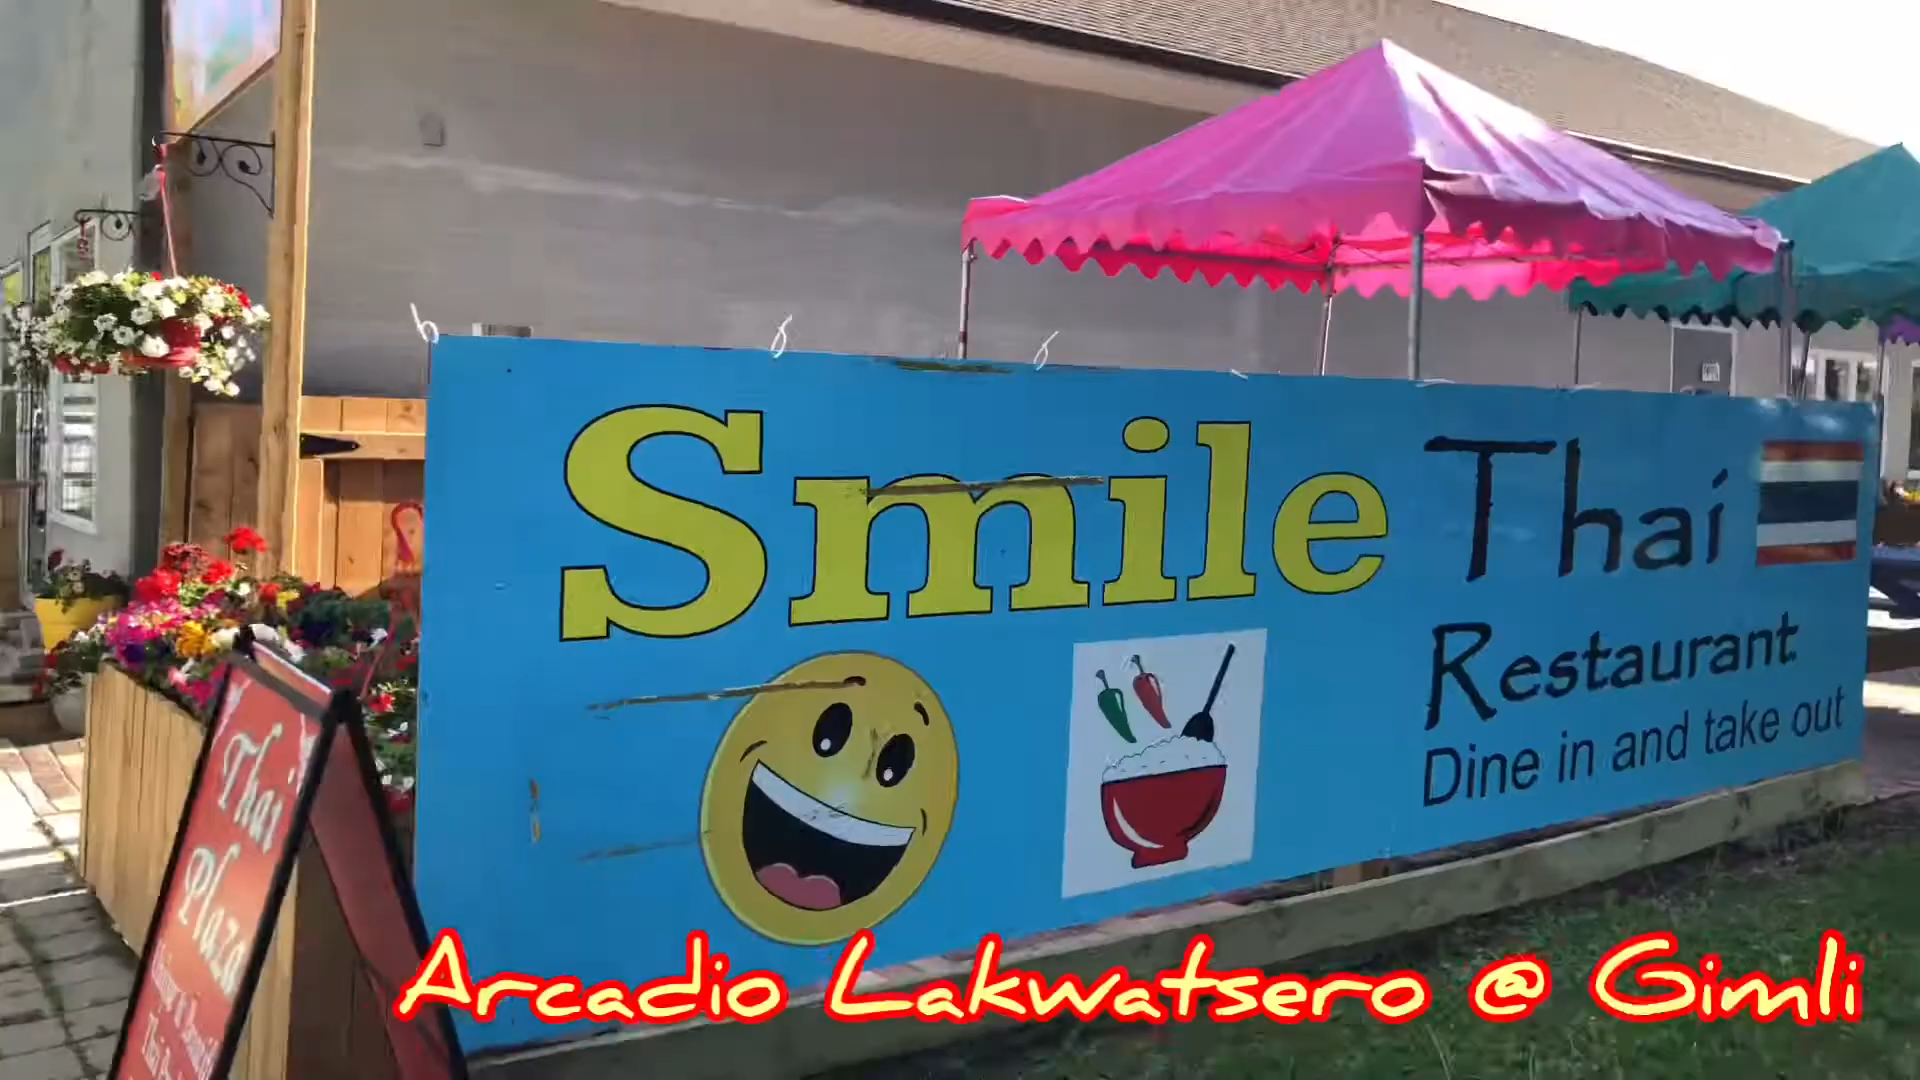 Smile Thai
Restaurant
Dine in and take out
Thai
Plaza
Arcadio Lakwatsero @ Gimli